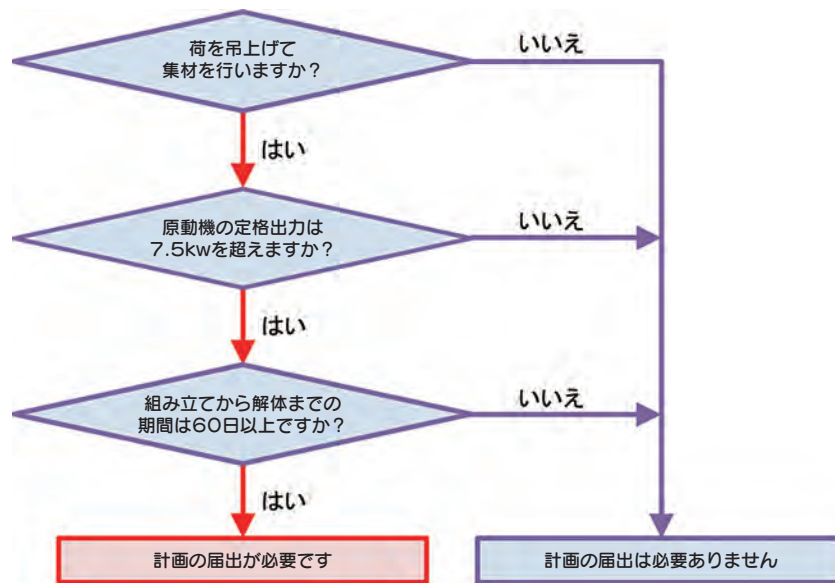 荷を吊上げて
集材を行いますか？
いいえ
はい
原動機の定格出力は
7.5kwを超えますか？
いいえ
はい
組み立てから解体までの
期間は60日以上ですか？
いいえ
はい
計画の届出が必要です
計画の届出は必要ありません